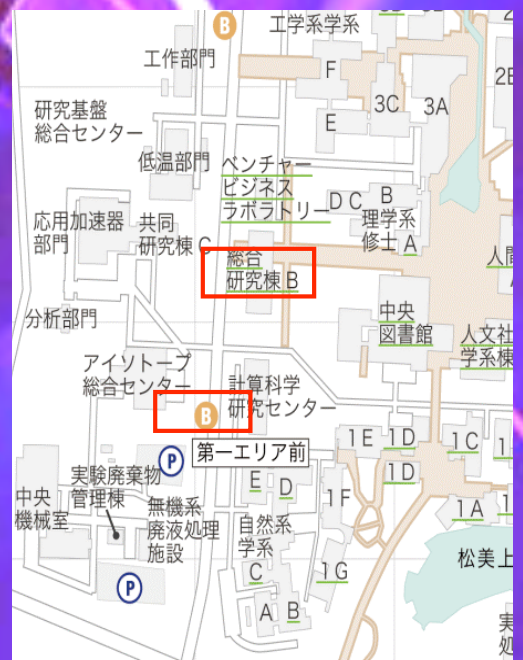 B
工学系学系
工作部門
F
2E
3C
3A
研究基盤
総合センター
E
低温部門
ベンチャー
ビジネス
ラボラトリー
D C
B
理学系
修士 A
応用加速器
部門
共同
研究棟 C
総合
研究棟 B
人間
分析部門
中央
図書館
人文社
学系棟
アイソトープ
総合センター
計算科学
研究センター
B
第一エリア前
1E
1D
1C
1
P
実験廃棄物
管理棟
E
D
1F
1D
中央
機械室
無機系
廃液処理
施設
自然系
学系
1A
1
C
1G
松美上
P
A
B
実
処